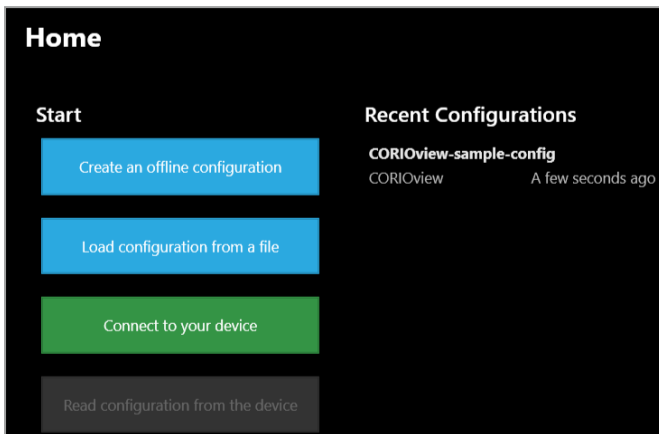 Home
Start
Create an offline configuration
Load configuration from a file
Connect to your device
Read configuration from the device
Recent Configurations
CORIOview-sample-config
CORIOview A few seconds ago